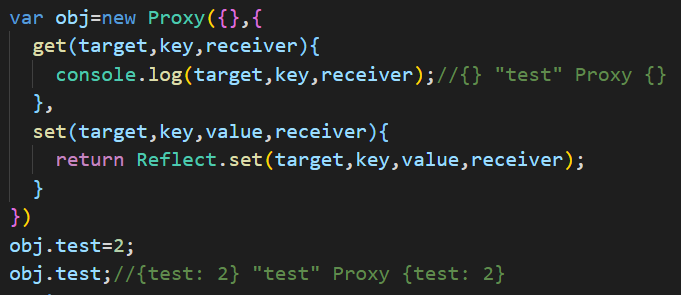 var obj=new Proxy({},{
  get(target,key,receiver){
    console.log(target,key,receiver);//{} "test" Proxy {}
  },
  set(target,key,value,receiver){
    return Reflect.set(target,key,value,receiver);
  }
})
obj.test=2;
obj.test;//{test: 2} "test" Proxy {test: 2}